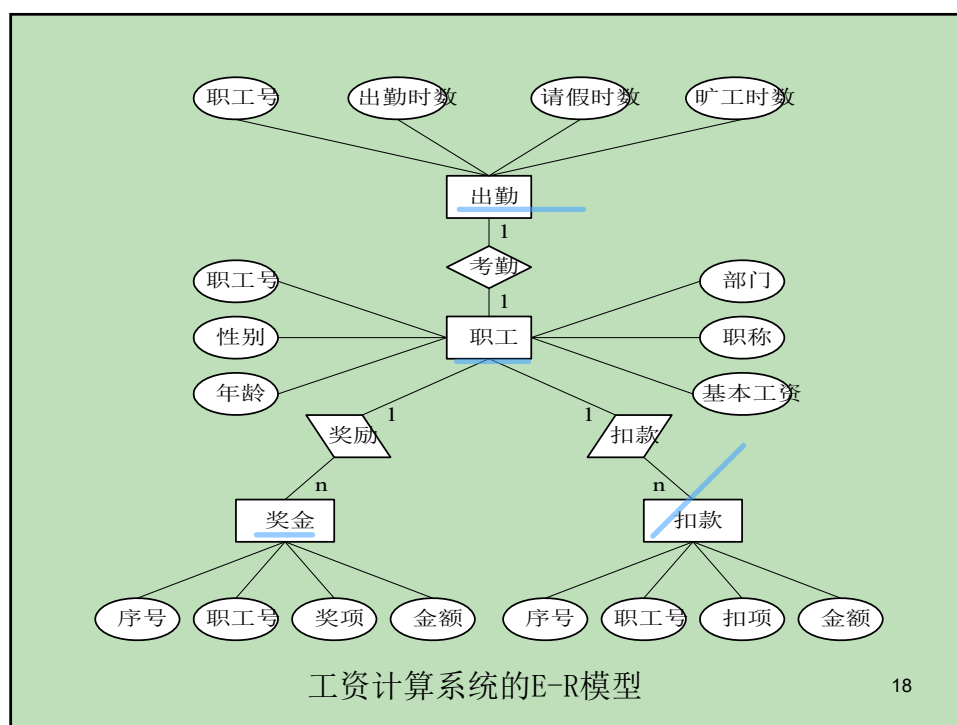 职工号 出勤时数 请假时数 旷工时数
出勤
1
考勤
1
职工号 部门
性别 职工 职称
年龄 基本工资
1 1
奖励 扣款
n n
奖金 扣款
序号 职工号 奖项 金额 序号 职工号 扣项 金额
工资计算系统的E-R模型
18